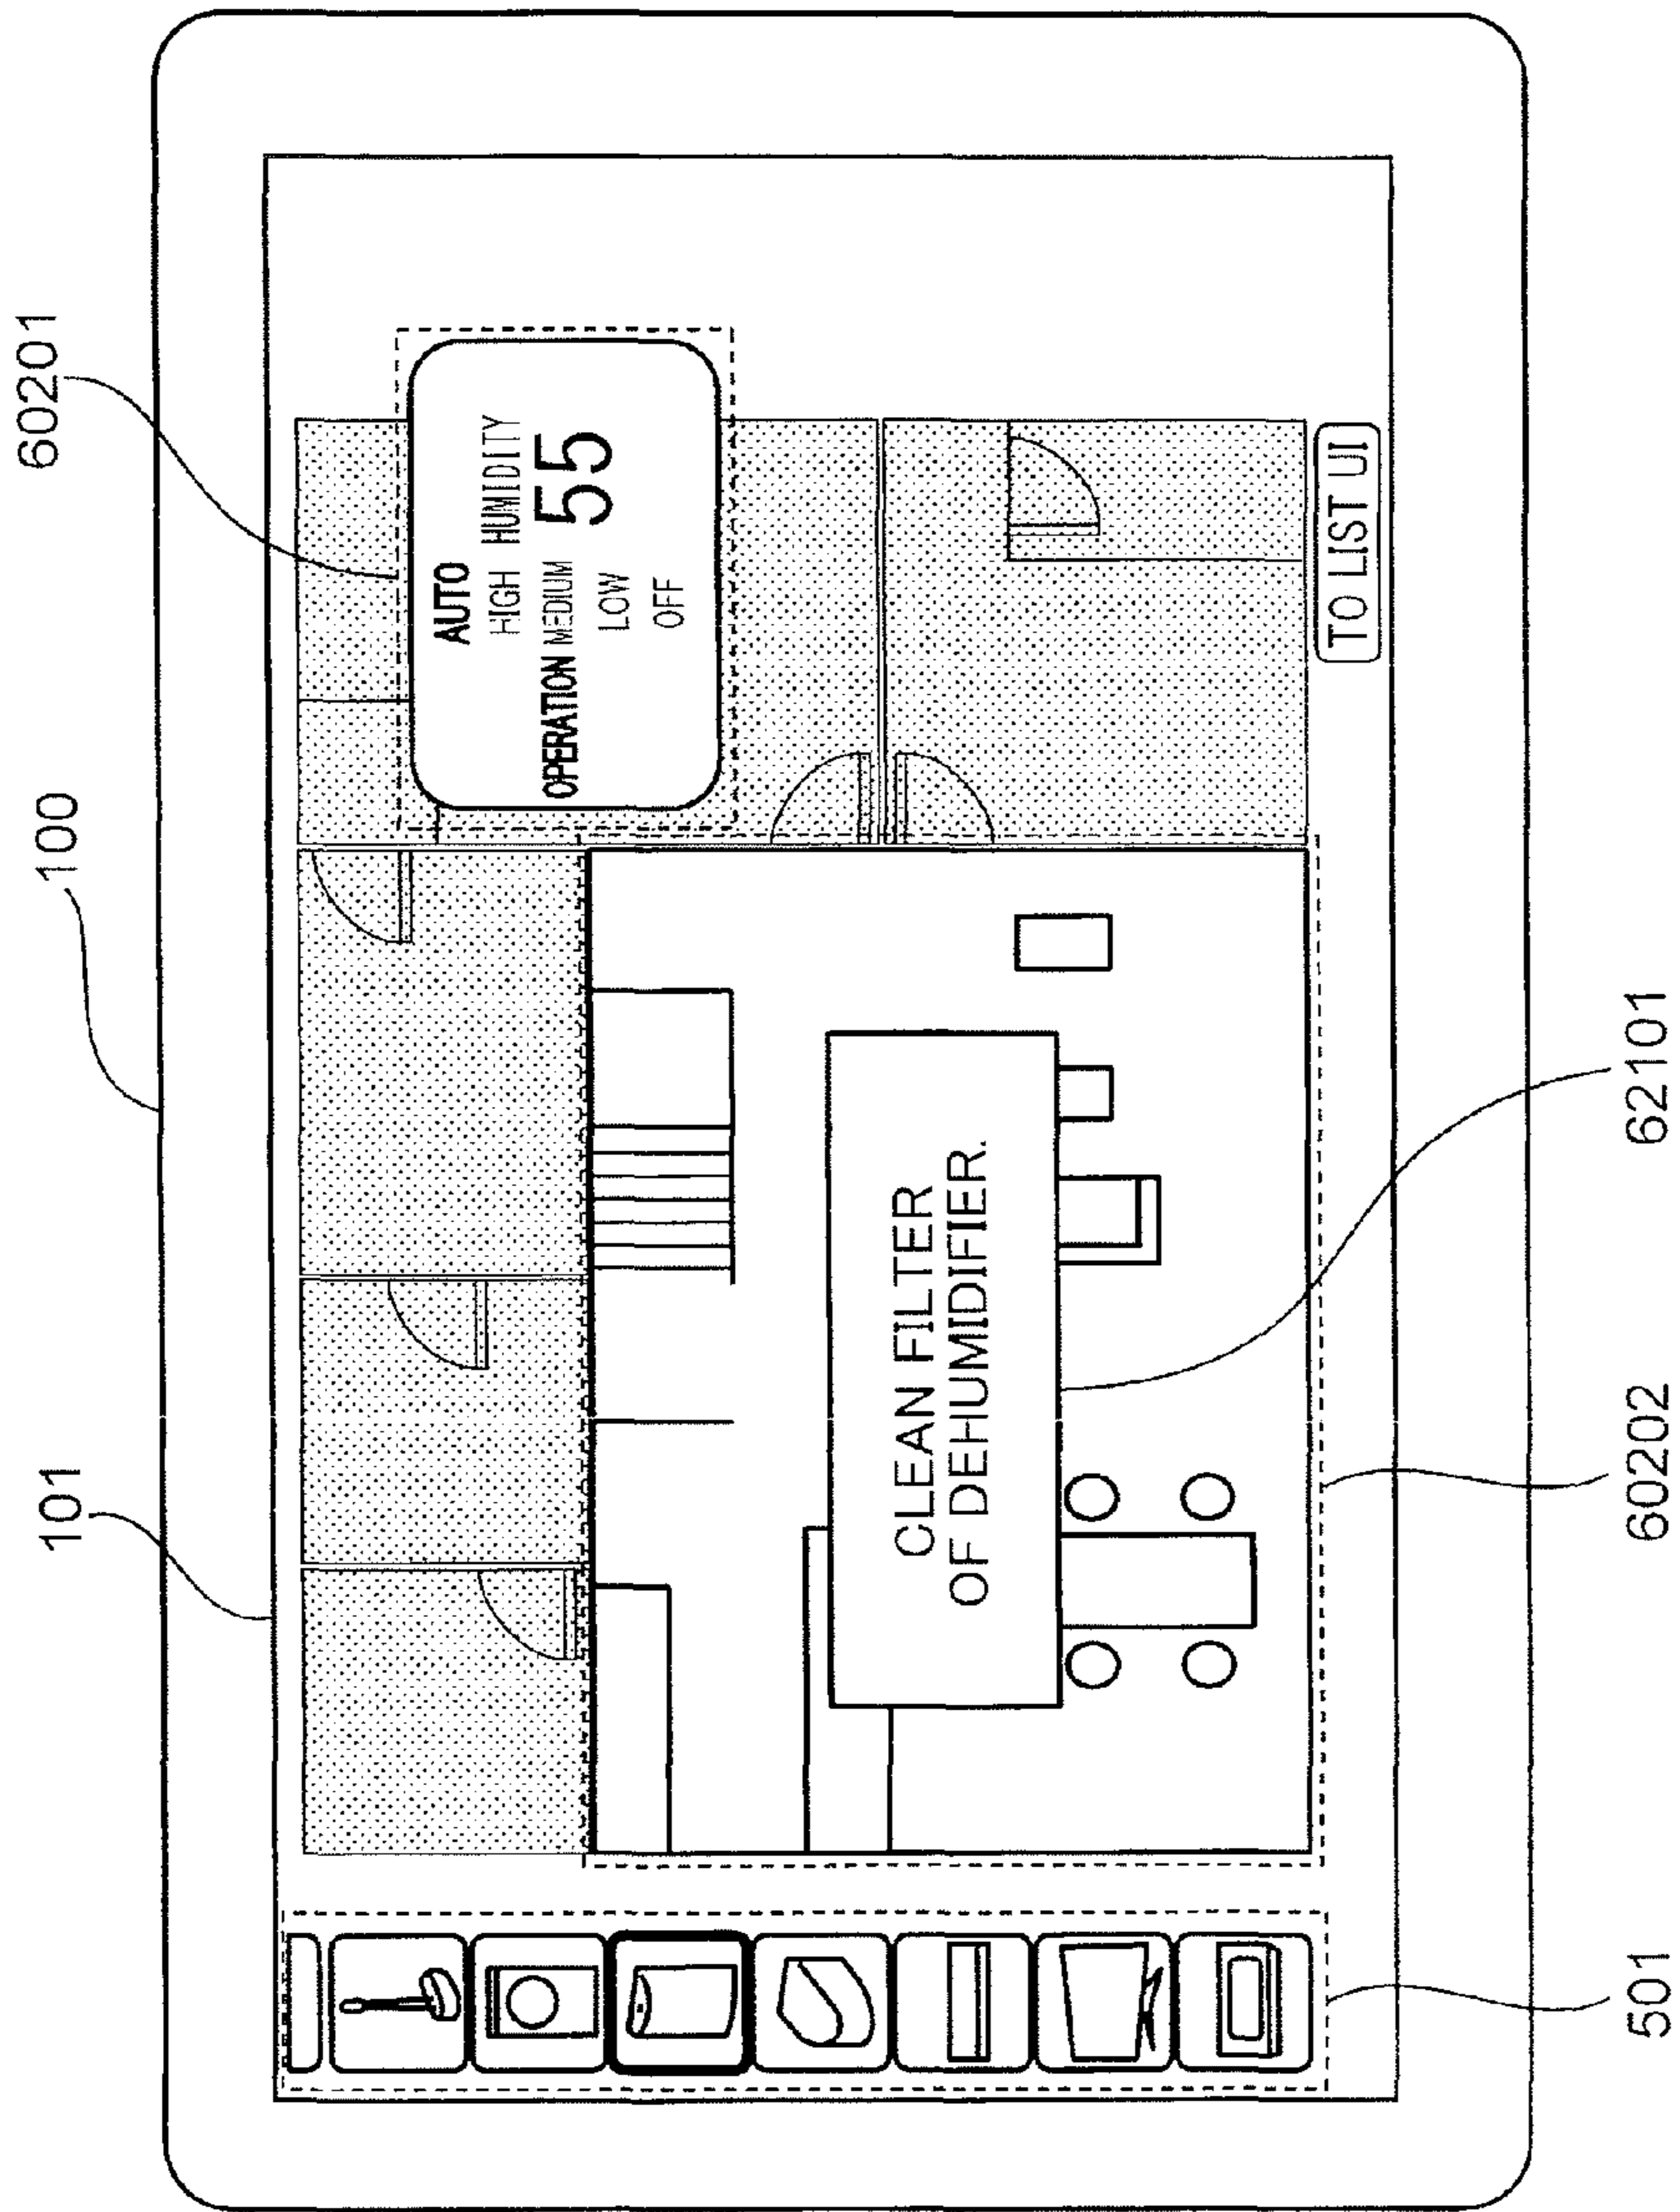 101
100
60201
AUTO
HIGH HUMIDITY
OPERATION MEDIUM 55
LOW
OFF
CLEAN FILTER
OF DEHUMIDIFIER.
TO LIST UI
501
60202
62101